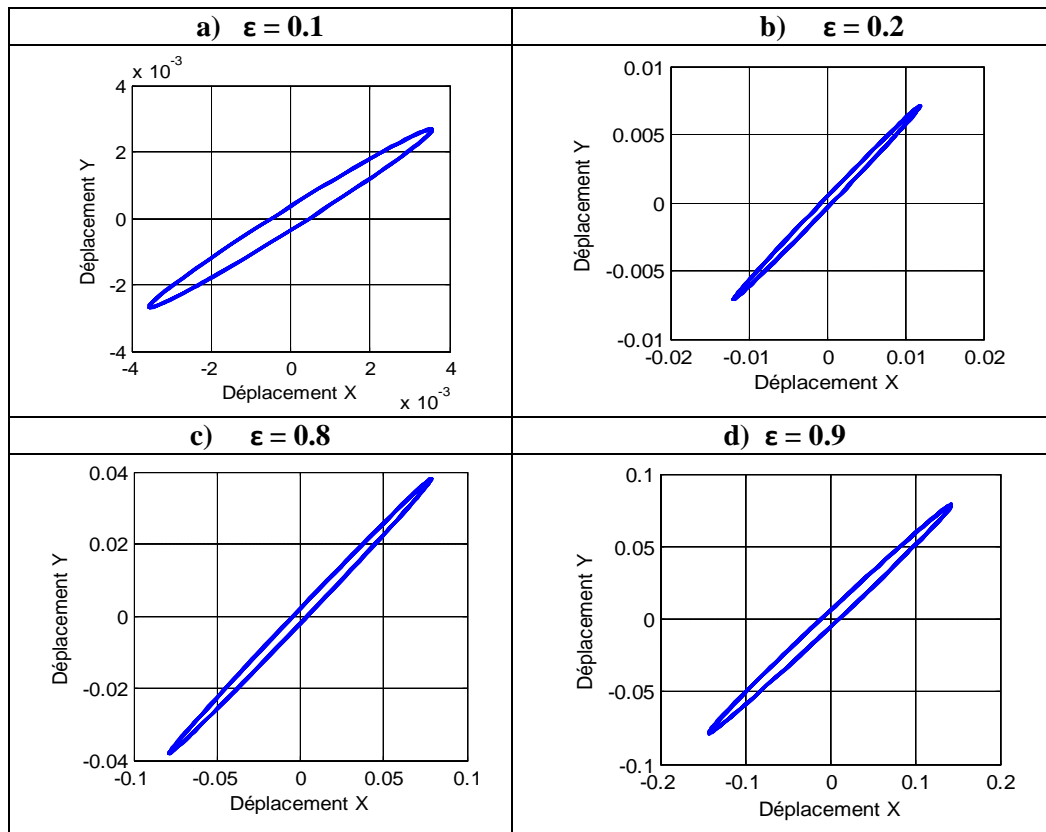 a) ε = 0.1
x 10⁻³
4
2
0
-2
-4
-4 -2 0 2 4
x 10⁻³
Déplacement X
Déplacement Y
b) ε = 0.2
0.01
0.005
0
-0.005
-0.01
-0.02 -0.01 0 0.01 0.02
Déplacement X
Déplacement Y
c) ε = 0.8
0.04
0.02
0
-0.02
-0.04
-0.1 -0.05 0 0.05 0.1
Déplacement X
Déplacement Y
d) ε = 0.9
0.1
0.05
0
-0.05
-0.1
-0.2 -0.1 0 0.1 0.2
Déplacement X
Déplacement Y